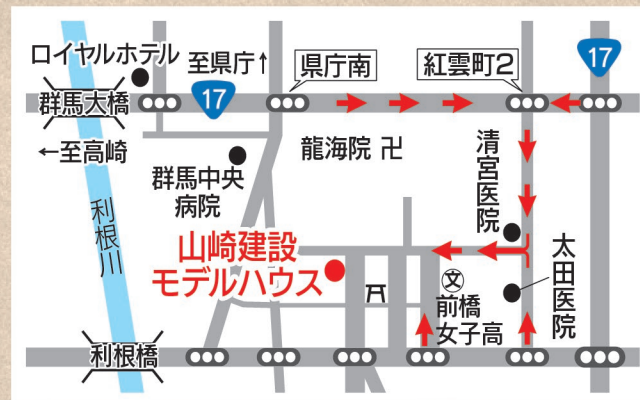 ロイヤルホテル
至県庁↑
県庁南
紅雲町2
17
群馬大橋
17
←至高崎
龍海院 卍
清宮医院
群馬中央
病院
利根川
山崎建設
モデルハウス
太田医院
文
前橋
女子高
利根橋